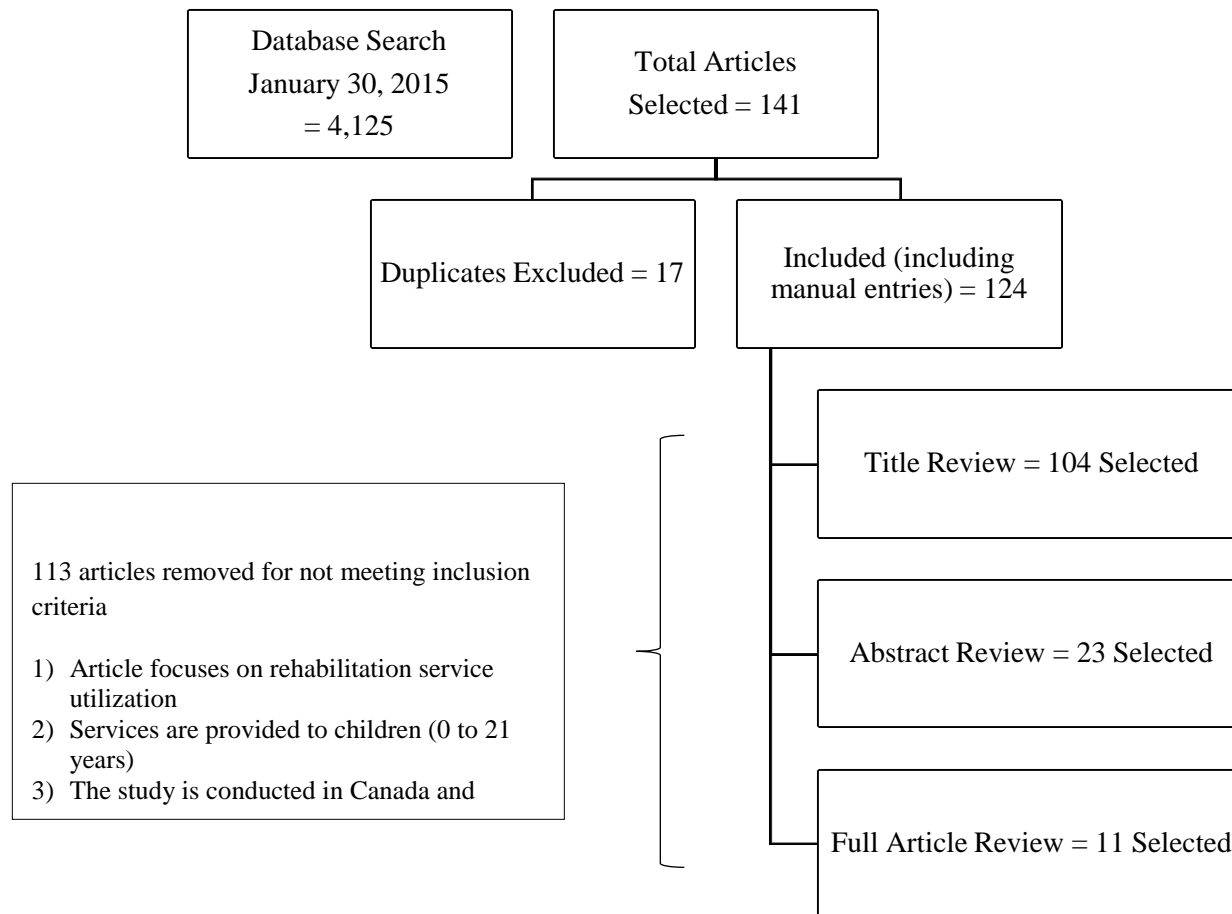 Database Search
January 30, 2015
= 4,125
Total Articles
Selected = 141
Duplicates Excluded = 17
Included (including
manual entries) = 124
Title Review = 104 Selected
113 articles removed for not meeting inclusion
criteria
1) Article focuses on rehabilitation service
utilization
2) Services are provided to children (0 to 21
years)
3) The study is conducted in Canada and
Abstract Review = 23 Selected
Full Article Review = 11 Selected